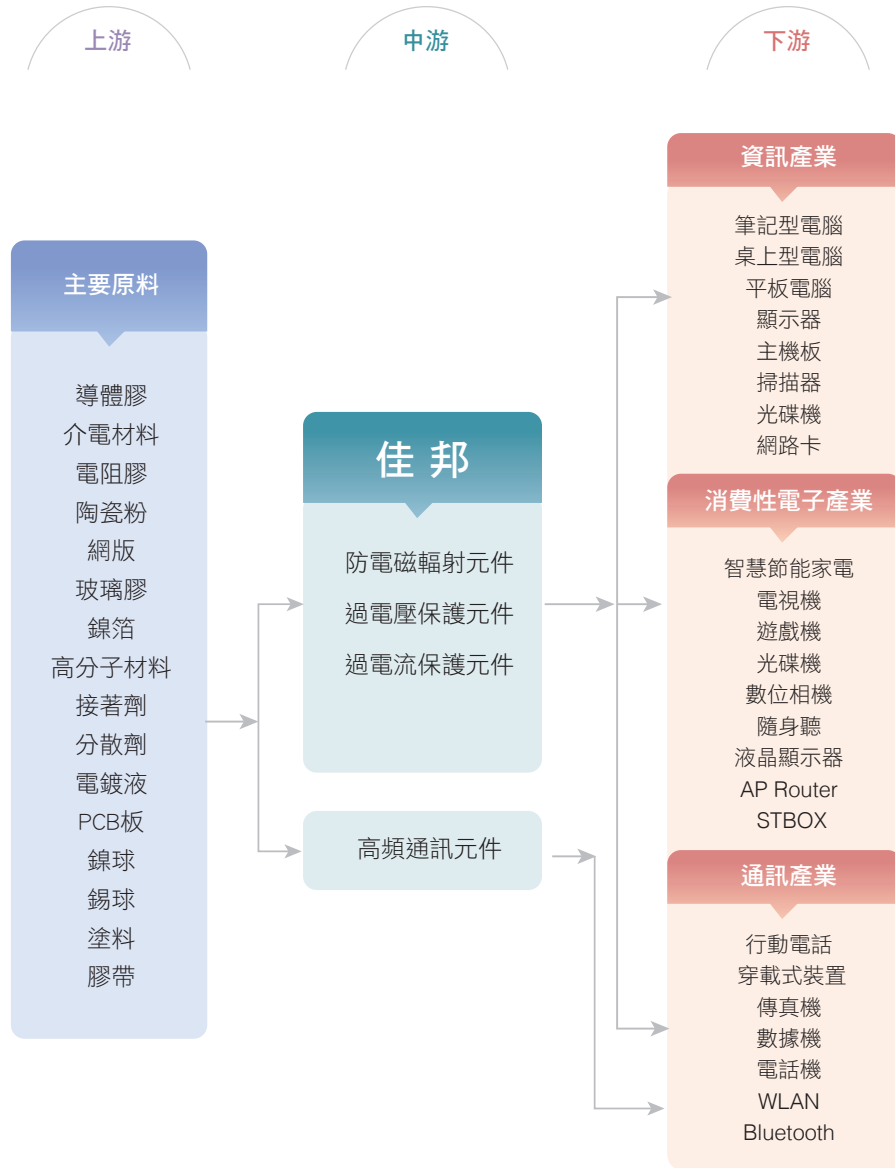 上游
中游
下游
主要原料
導體膠
介電材料
電阻膠
陶瓷粉
網版
玻璃膠
鎳箔
高分子材料
接著劑
分散劑
電鍍液
PCB板
鎳球
錫球
塗料
膠帶
佳邦
防電磁輻射元件
過電壓保護元件
過電流保護元件
高頻通訊元件
資訊產業
筆記型電腦
桌上型電腦
平板電腦
顯示器
主機板
掃描器
光碟機
網路卡
消費性電子產業
智慧節能家電
電視機
遊戲機
光碟機
數位相機
隨身聽
液晶顯示器
AP Router
STBOX
通訊產業
行動電話
穿載式裝置
傳真機
數據機
電話機
WLAN
Bluetooth